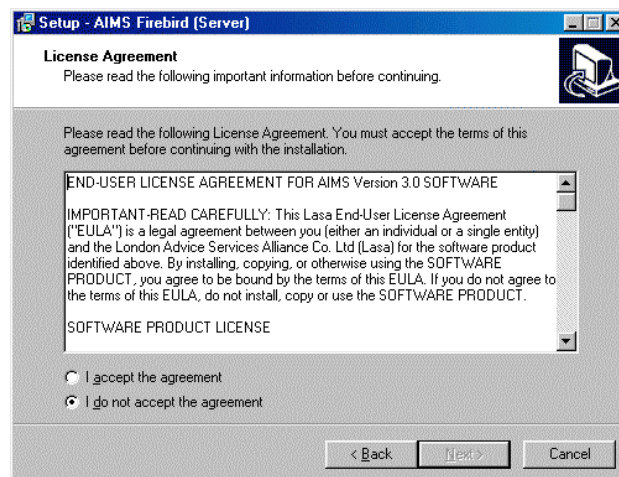 Setup - AIMS Firebird (Server)
License Agreement
Please read the following important information before continuing.
Please read the following License Agreement. You must accept the terms of this
agreement before continuing with the installation.
END-USER LICENSE AGREEMENT FOR AIMS Version 3.0 SOFTWARE
IMPORTANT-READ CAREFULLY: This Lasa End-User License Agreement
("EULA") is a legal agreement between you (either an individual or a single entity)
and the London Advice Services Alliance Co. Ltd (Lasa) for the software product
identified above. By installing, copying, or otherwise using the SOFTWARE
PRODUCT, you agree to be bound by the terms of this EULA. If you do not agree to
the terms of this EULA, do not install, copy or use the SOFTWARE PRODUCT.
SOFTWARE PRODUCT LICENSE
I accept the agreement
I do not accept the agreement
< Back Next > Cancel